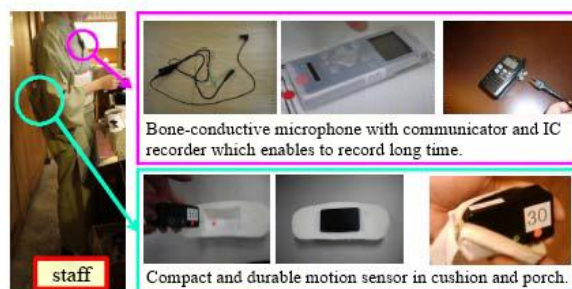 Bone-conductive microphone with communicator and IC
recorder which enables to record long time.
30
staff
Compact and durable motion sensor in cushion and porch.